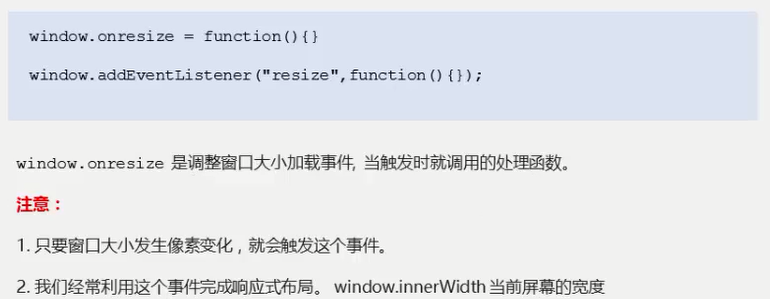 window.onresize = function(){}
window.addEventListener("resize",function(){});
window.onresize 是调整窗口大小加载事件, 当触发时就调用的处理函数。
注意：
1. 只要窗口大小发生像素变化，就会触发这个事件。
2. 我们经常利用这个事件完成响应式布局。 window.innerWidth 当前屏幕的宽度